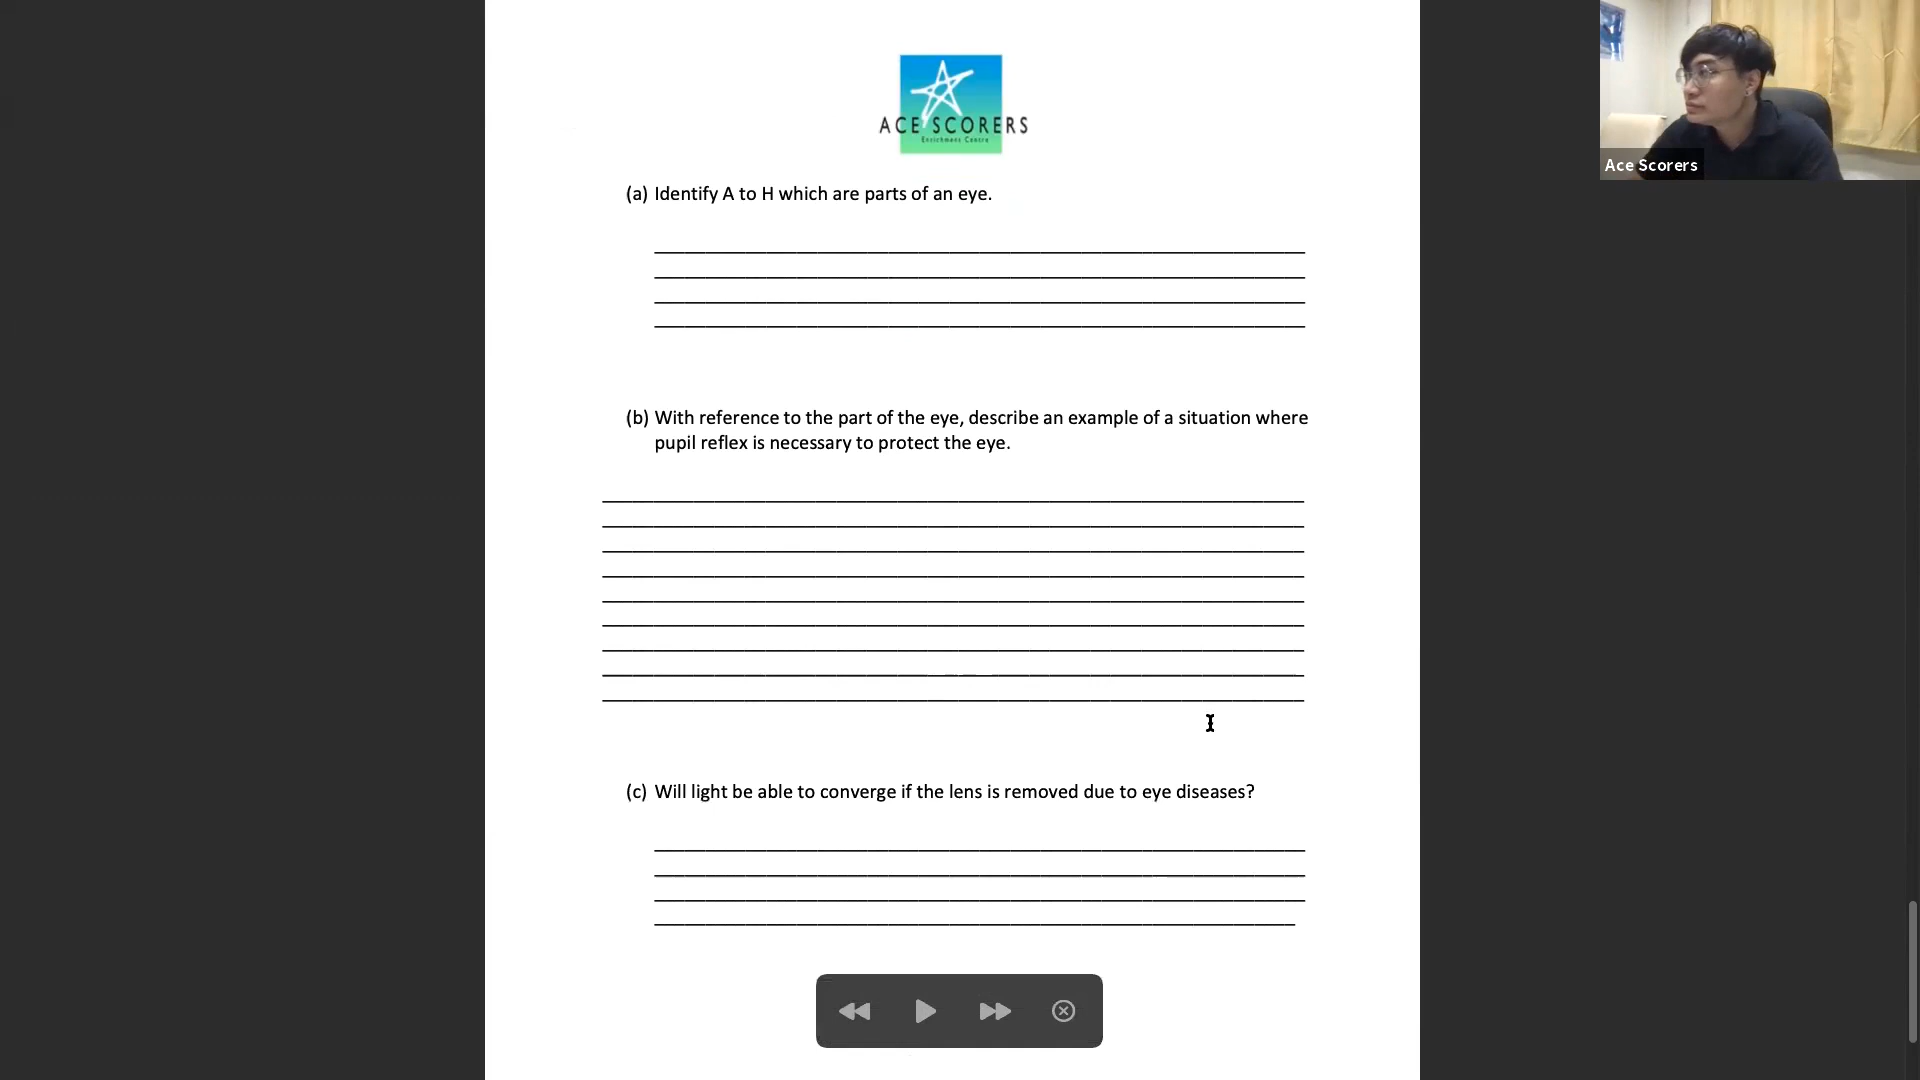 ACE SCORERS
Enrichment Centre
(a) Identify A to H which are parts of an eye.
(b) With reference to the part of the eye, describe an example of a situation where
pupil reflex is necessary to protect the eye.
(c) Will light be able to converge if the lens is removed due to eye diseases?
Ace Scorers